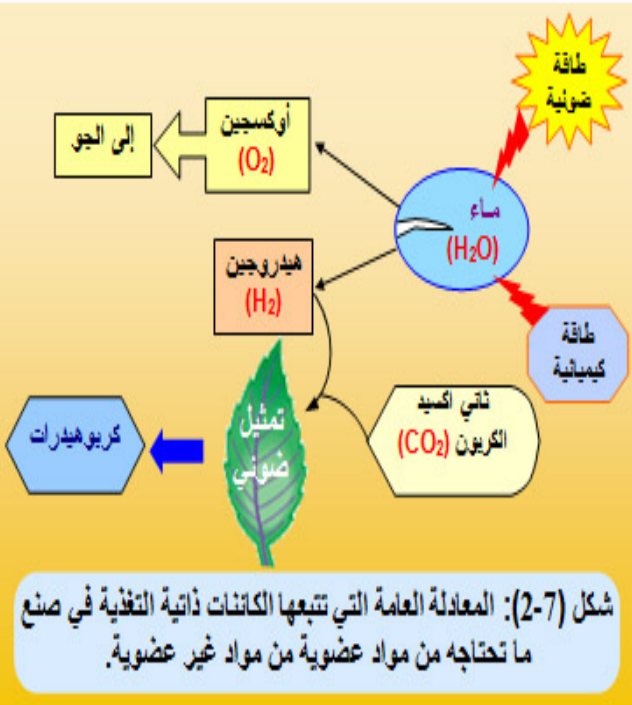 طاقة
ضوئية
أوكسجين
(O₂)
إلى الجو
ماء
(H₂O)
هيدروجين
(H₂)
طاقة
كيميائية
ثاني اكسيد
الكربون (CO₂)
تمثيل
ضوئي
كربوهيدرات
شكل (7-2): المعادلة العامة التي تتبعها الكائنات ذاتية التغذية في صنع
ما تحتاجه من مواد عضوية من مواد غير عضوية.